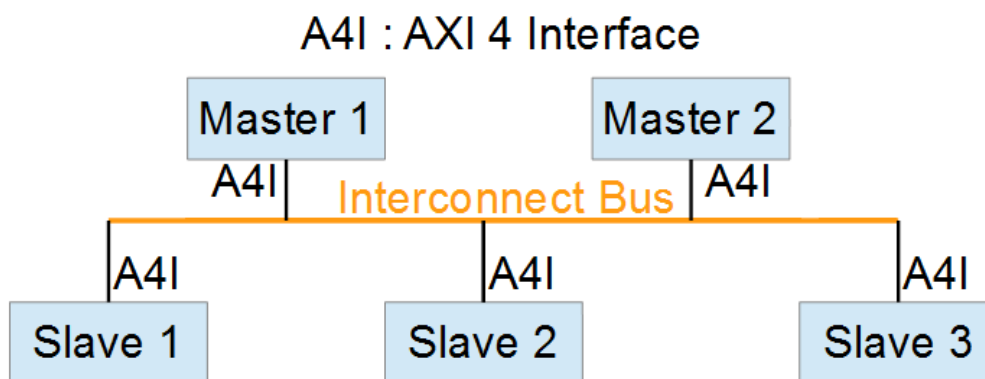 A4I : AXI 4 Interface
Master 1
Master 2
A4I
Interconnect Bus
A4I
A4I
A4I
A4I
Slave 1
Slave 2
Slave 3